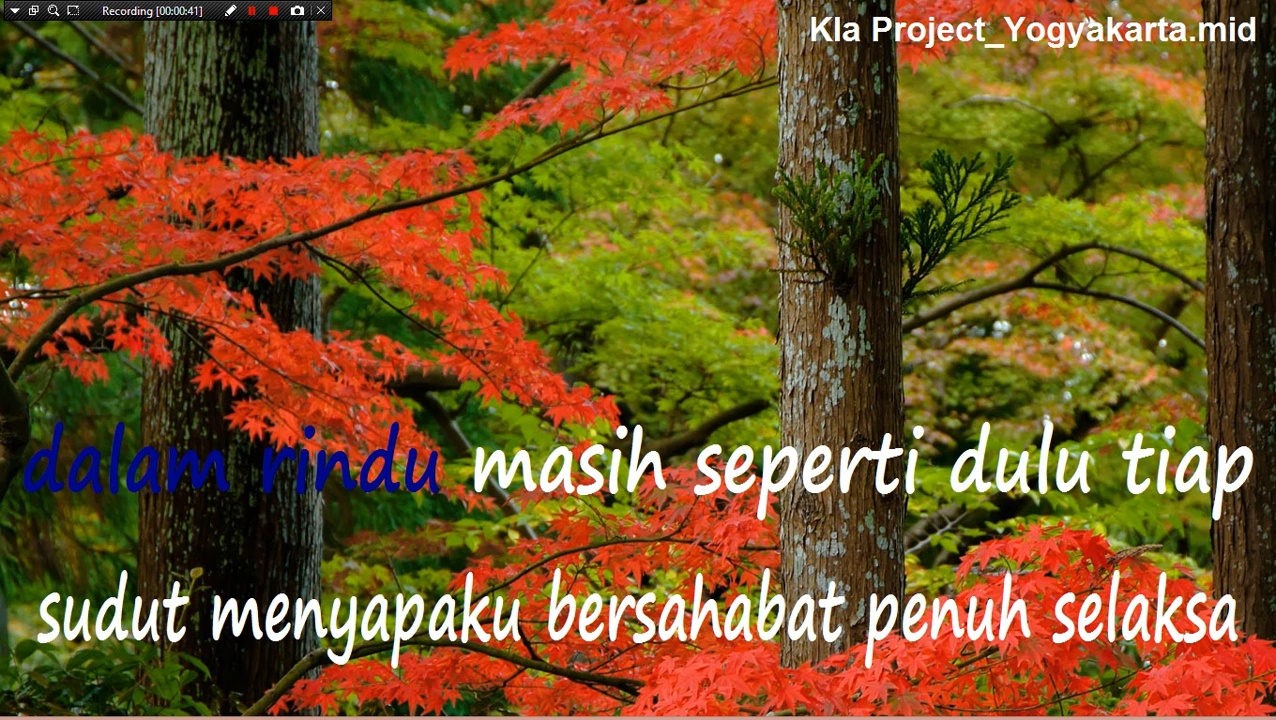 Recording [00:00:41]
Kla Project_Yogyakarta.mid
dalam rindu masih seperti dulu tiap
sudut menyapaku bersahabat penuh selaksa